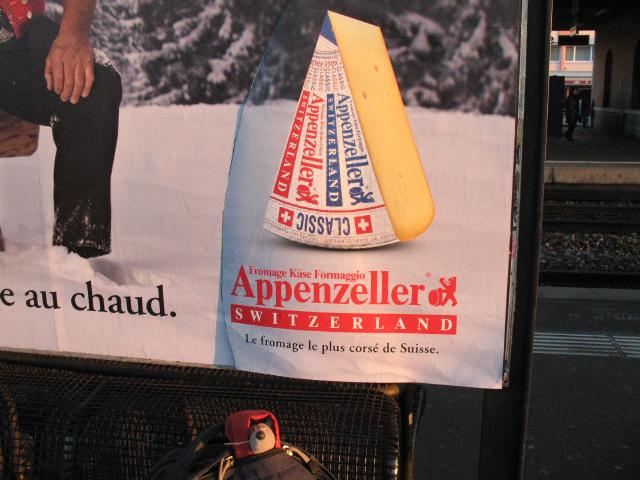 Appenzeller
SWITZERLAND
SWITZERLAND
Appenzeller
CLASSIC
e au chaud.
Fromage Käse Formaggio
Appenzeller®
SWITZERLAND
Le fromage le plus corsé de Suisse.